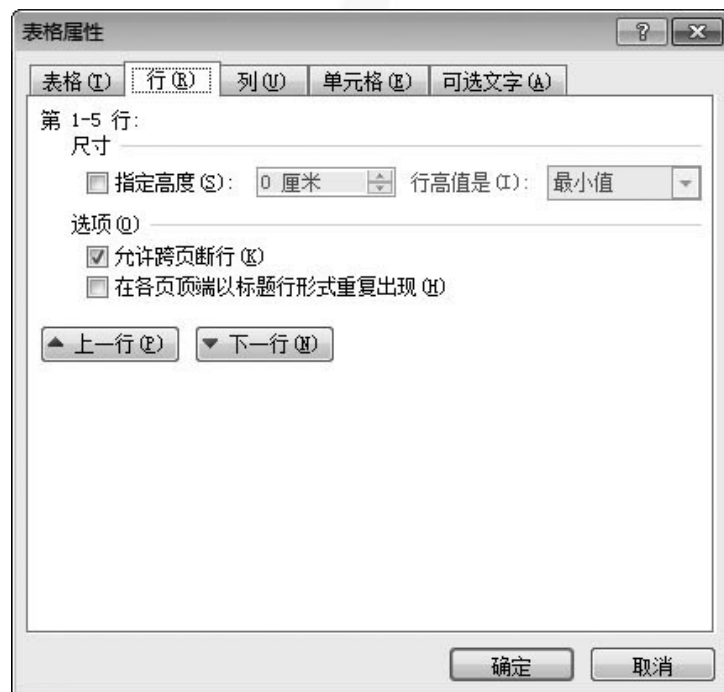 表格属性
表格(T) 行(R) 列(U) 单元格(E) 可选文字(A)
第 1-5 行:
尺寸
指定高度(S): 0 厘米 行高值是(I): 最小值
选项(O)
允许跨页断行(K)
在各页顶端以标题行形式重复出现(H)
上一行(P) 下一行(N)
确定 取消